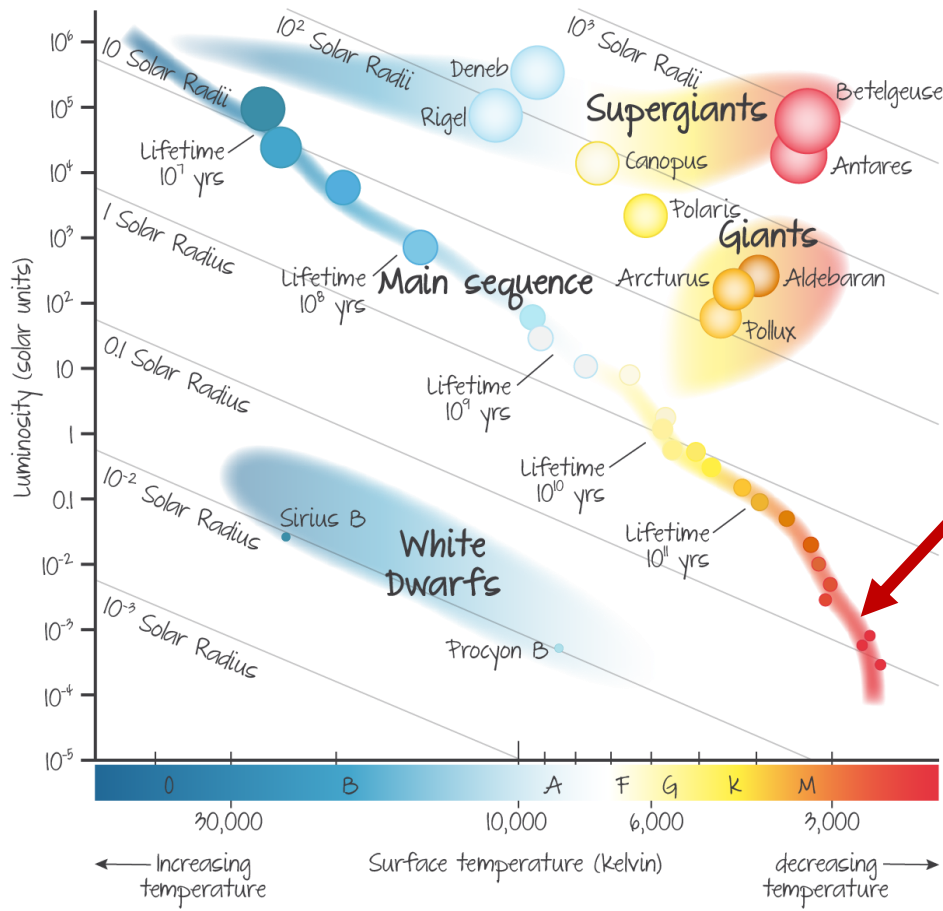 10⁶
10⁵
10⁴
10³
10²
10
1
0.1
10⁻²
10⁻³
10⁻⁴
10⁻⁵
Luminosity (solar units)
10 Solar Radii
10² Solar Radii
10³ Solar Radii
Deneb
Rigel
Supergiants
Betelgeuse
Canopus
Antares
Lifetime
10⁷ yrs
Polaris
1 Solar Radius
Giants
Lifetime
10⁸ yrs
Main sequence
Arcturus
Aldebaran
Pollux
0.1 Solar Radius
Lifetime
10⁹ yrs
Lifetime
10¹⁰ yrs
10⁻² Solar Radius
Sirius B
White
Dwarfs
Lifetime
10¹¹ yrs
10⁻³ Solar Radius
Procyon B
O B A F G K M
30,000 10,000 6,000 3,000
Increasing
temperature
Surface temperature (kelvin)
decreasing
temperature